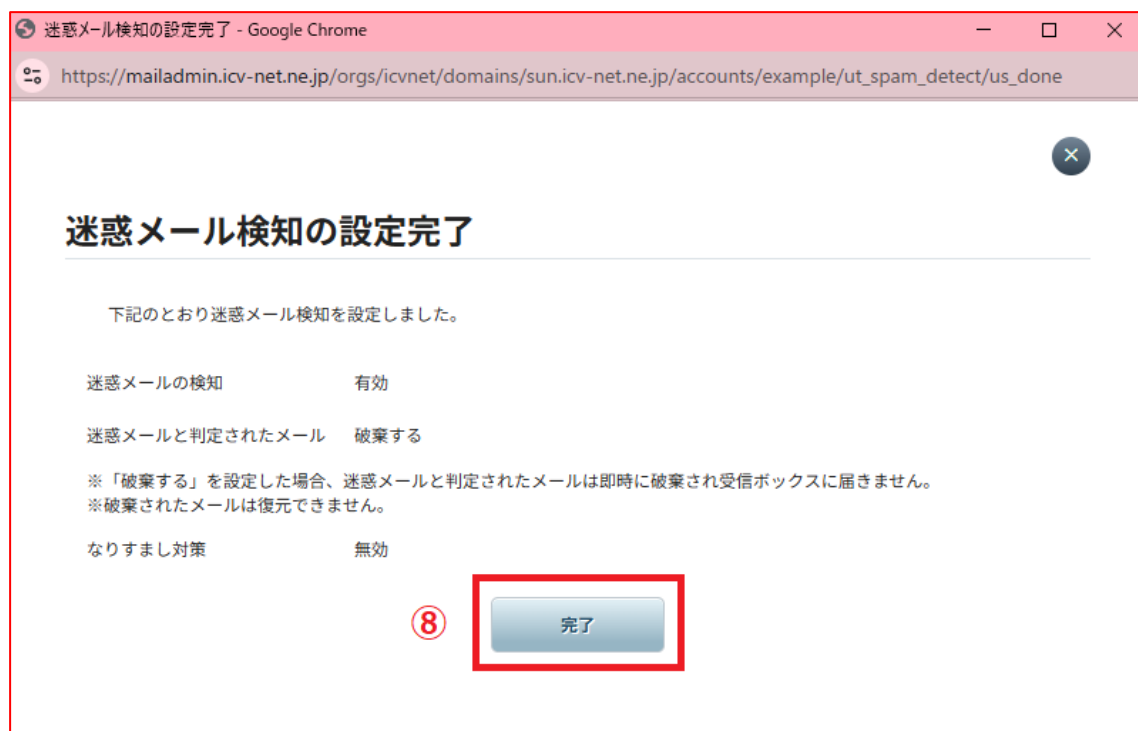 迷惑メール検知の設定完了 - Google Chrome
https://mailadmin.icv-net.ne.jp/orgs/icvnet/domains/sun.icv-net.ne.jp/accounts/example/ut_spam_detect/us_done
迷惑メール検知の設定完了
下記のとおり迷惑メール検知を設定しました。
迷惑メールの検知 有効
迷惑メールと判定されたメール 破棄する
※「破棄する」を設定した場合、迷惑メールと判定されたメールは即時に破棄され受信ボックスに届きません。
※破棄されたメールは復元できません。
なりすまし対策 無効
⑧ 完了